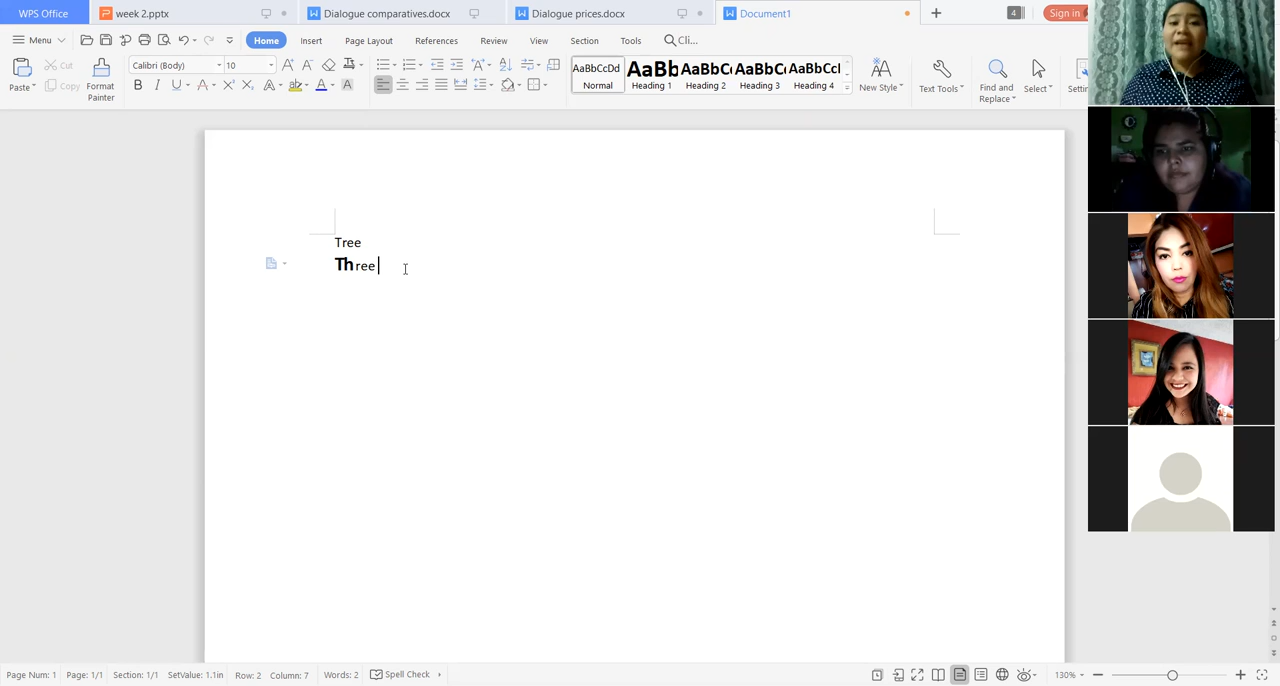 WPS Office
week 2.pptx
Dialogue comparatives.docx
Dialogue prices.docx
Document1
4
Sign in
Menu
Home
Insert
Page Layout
References
Review
View
Section
Tools
Cli...
Paste
Cut
Copy
Format Painter
Calibri (Body)
10
AaBbCcDd
Normal
AaBb
Heading 1
AaBbC
Heading 2
AaBbC
Heading 3
AaBbCcI
Heading 4
New Style
Text Tools
Find and Replace
Select
Tree
Three
Page Num: 1
Page: 1/1
Section: 1/1
SetValue: 1.1in
Row: 2
Column: 7
Words: 2
Spell Check
130%